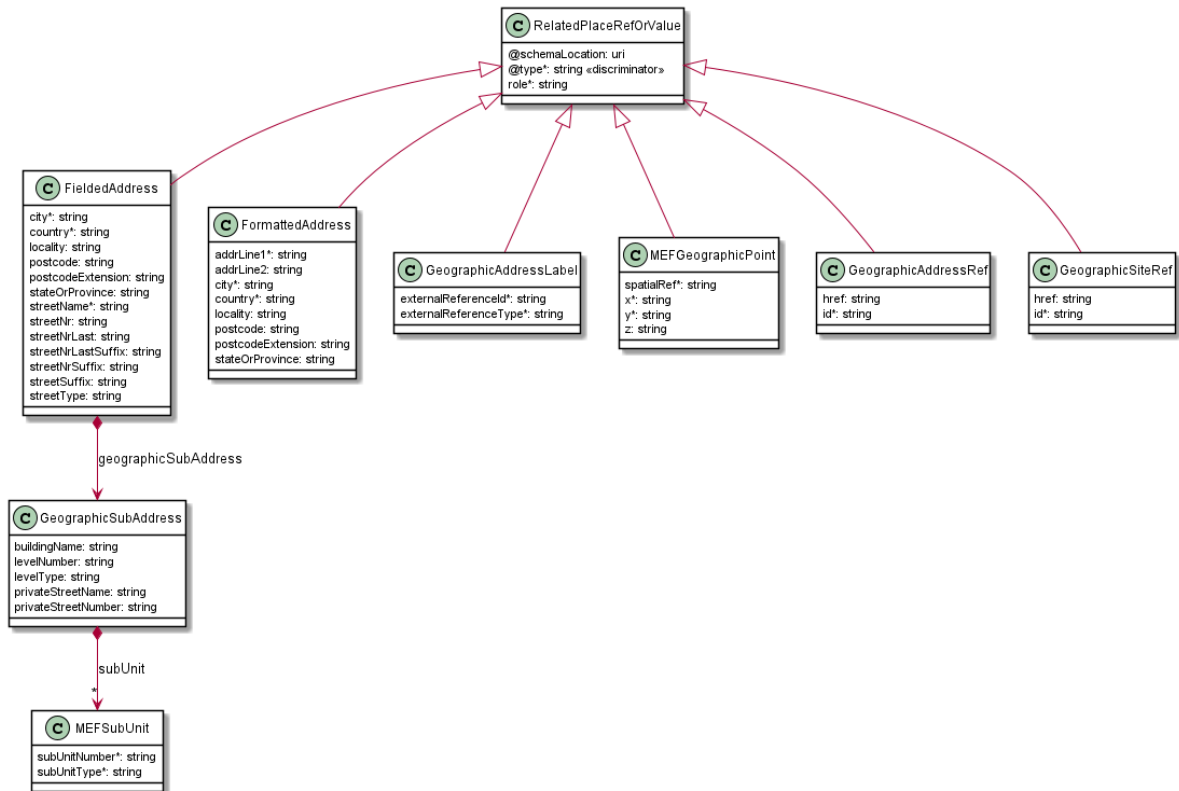 C RelatedPlaceRefOrValue
@schemaLocation: uri
@type*: string «discriminator»
role*: string
C FieldedAddress
city*: string
country*: string
locality: string
postcode: string
postcodeExtension: string
stateOrProvince: string
streetName*: string
streetNr: string
streetNrLast: string
streetNrLastSuffix: string
streetNrSuffix: string
streetSuffix: string
streetType: string
C FormattedAddress
addrLine1*: string
addrLine2: string
city*: string
country*: string
locality: string
postcode: string
postcodeExtension: string
stateOrProvince: string
C GeographicAddressLabel
externalReferenceId*: string
externalReferenceType*: string
C MEFGeographicPoint
spatialRef*: string
x*: string
y*: string
z: string
C GeographicAddressRef
href: string
id*: string
C GeographicSiteRef
href: string
id*: string
geographicSubAddress
C GeographicSubAddress
buildingName: string
levelNumber: string
levelType: string
privateStreetName: string
privateStreetNumber: string
subUnit
*
C MEFSubUnit
subUnitNumber*: string
subUnitType*: string